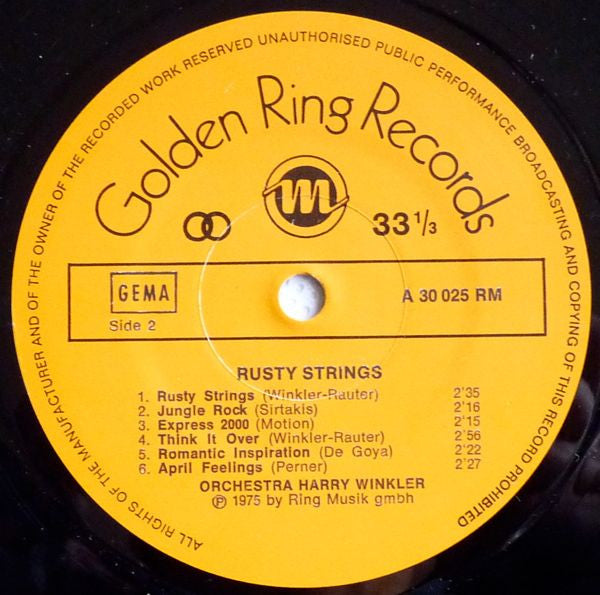 ALL RIGHTS OF THE MANUFACTURER AND OF THE OWNER OF THE RECORDED WORK RESERVED UNAUTHORISED PUBLIC PERFORMANCE BROADCASTING AND COPYING OF THIS RECORD PROHIBITED
Golden Ring Records
m
33 1/3
GEMA
A 30 025 RM
Side 2
RUSTY STRINGS
1. Rusty Strings (Winkler-Rauter) 2'35
2. Jungle Rock (Sirtakis) 2'16
3. Express 2000 (Motion) 2'15
4. Think It Over (Winkler-Rauter) 2'56
5. Romantic Inspiration (De Goya) 2'22
6. April Feelings (Perner) 2'27
ORCHESTRA HARRY WINKLER
℗ 1975 by Ring Musik gmbh